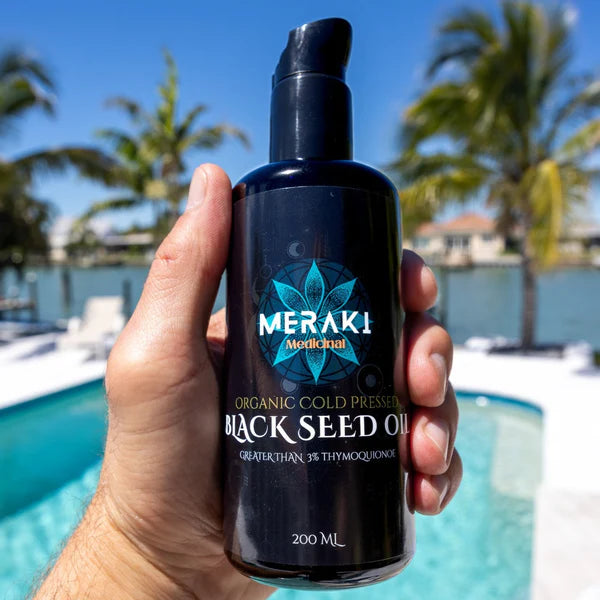 MERAKI
Medicinal
ORGANIC COLD PRESSED
BLACK SEED OIL
GREATER THAN 3% THYMOQUIONOE
200 ML